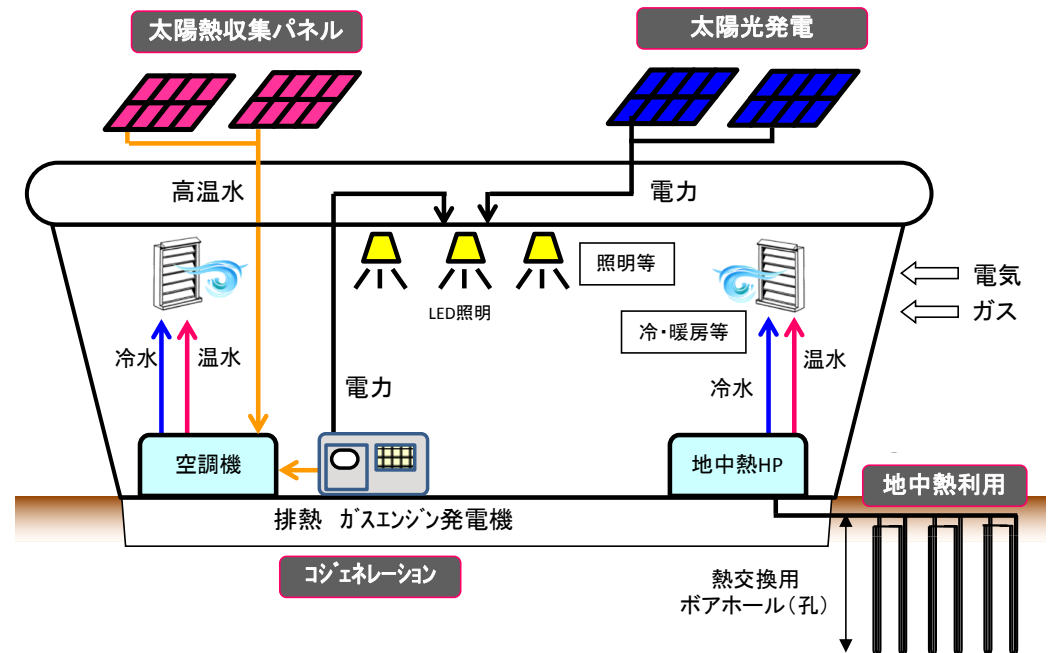 太陽熱収集パネル
太陽光発電
高温水
電力
照明等
LED照明
電気
ガス
冷・暖房等
冷水
温水
電力
冷水
温水
空調機
地中熱HP
地中熱利用
排熱 ガスエンジン発電機
コジェネレーション
熱交換用
ボアホール(孔)